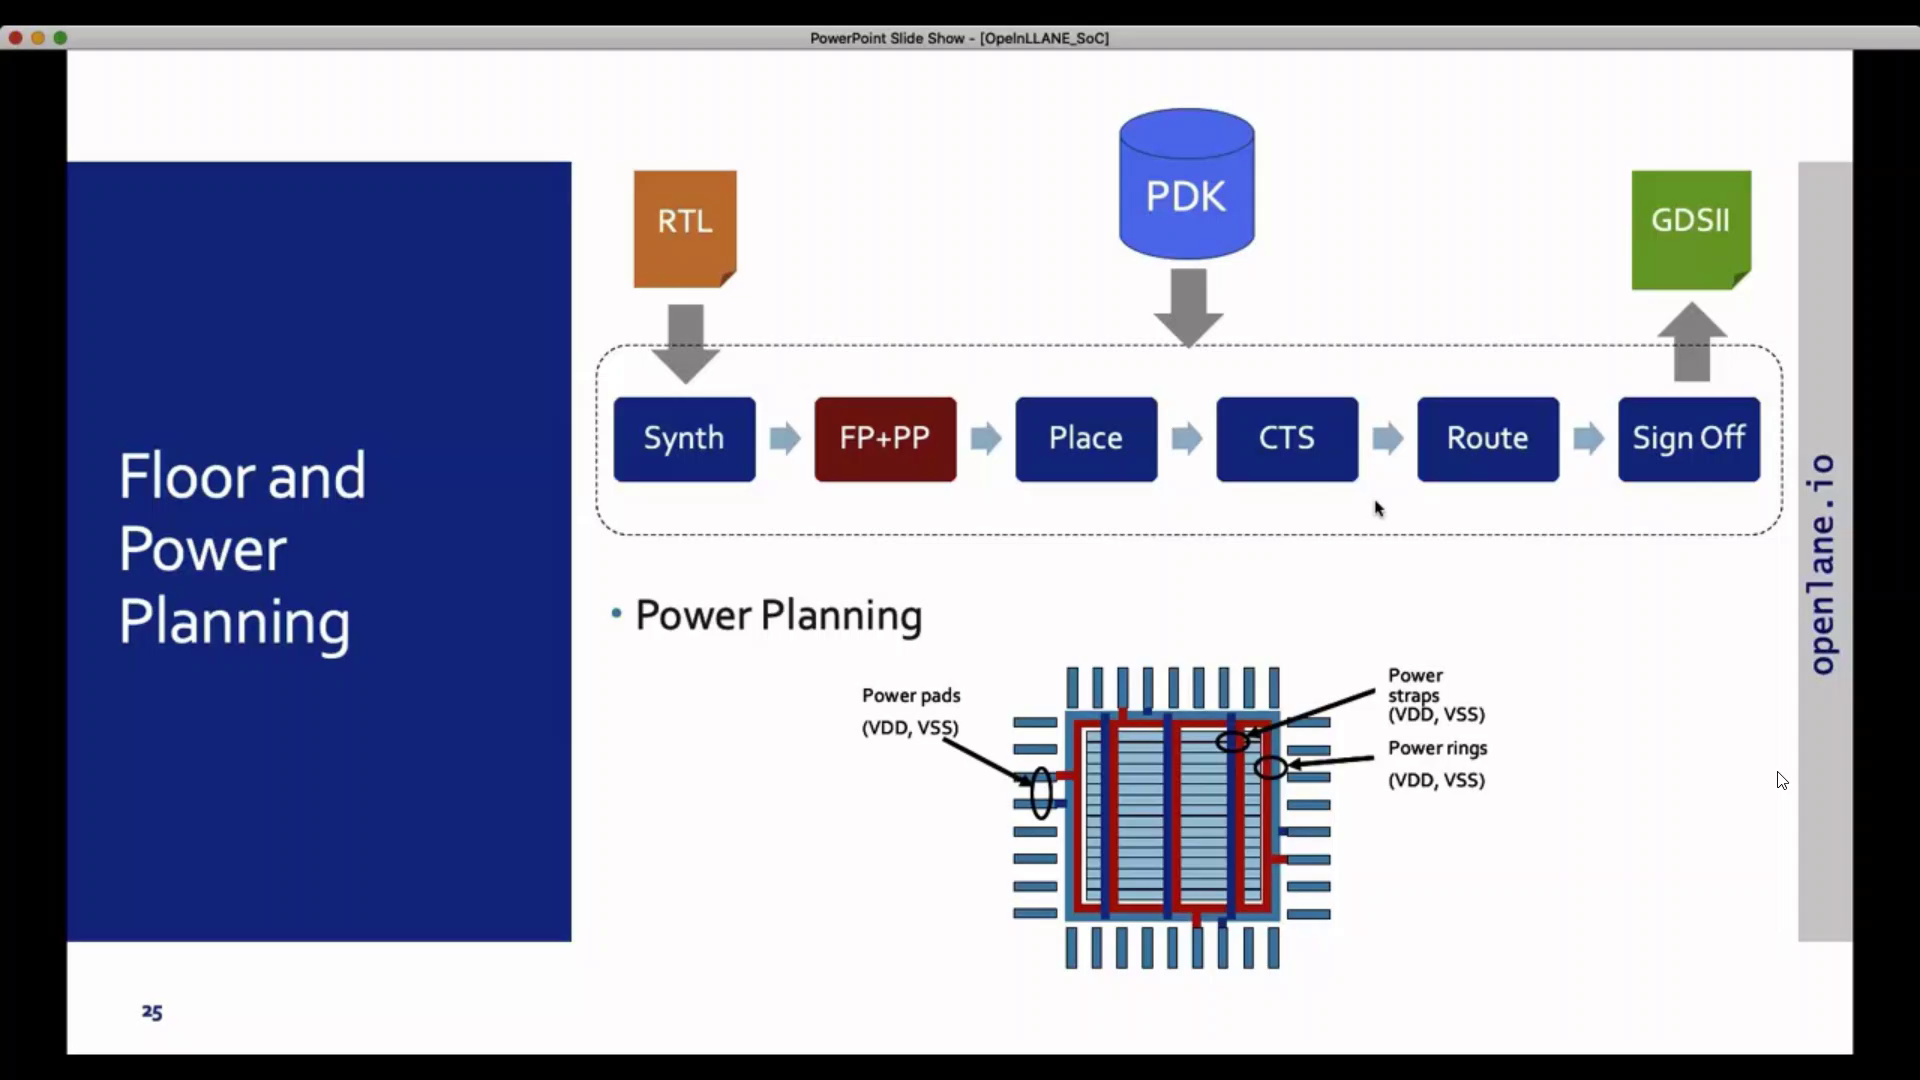 PowerPoint Slide Show - [OpeInLLANE_SoC]
RTL
PDK
GDSII
Synth
FP+PP
Place
CTS
Route
Sign Off
Floor and
Power
Planning
openlane.io
• Power Planning
Power pads
(VDD, VSS)
Power
straps
(VDD, VSS)
Power rings
(VDD, VSS)
25